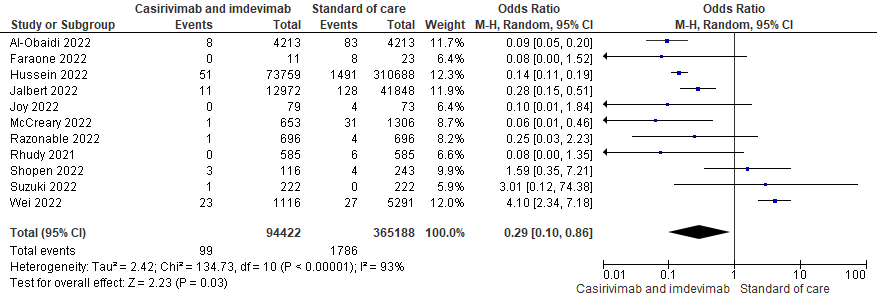 Casirivimab and imdevimab Standard of care Odds Ratio Odds Ratio
Study or Subgroup Events Total Events Total Weight M-H, Random, 95% CI M-H, Random, 95% CI
Al-Obaidi 2022 8 4213 83 4213 11.7% 0.09 [0.05, 0.20]
Faraone 2022 0 11 8 23 6.4% 0.08 [0.00, 1.52]
Hussein 2022 51 73759 1491 310688 12.3% 0.14 [0.11, 0.19]
Jalbert 2022 11 12972 128 41848 11.9% 0.28 [0.15, 0.51]
Joy 2022 0 79 4 73 6.4% 0.10 [0.01, 1.84]
McCreary 2022 1 653 31 1306 8.7% 0.06 [0.01, 0.46]
Razonable 2022 1 696 4 696 8.2% 0.25 [0.03, 2.23]
Rhudy 2021 0 585 6 585 6.6% 0.08 [0.00, 1.35]
Shopen 2022 3 116 4 243 9.9% 1.59 [0.35, 7.21]
Suzuki 2022 1 222 0 222 5.8% 3.01 [0.12, 74.38]
Wei 2022 23 1116 27 5291 12.0% 4.10 [2.34, 7.18]
Total (95% CI) 94422 365188 100.0% 0.29 [0.10, 0.86]
Total events 99 1786
Heterogeneity: Tau² = 2.42; Chi² = 134.73, df = 10 (P < 0.00001); I² = 93%
Test for overall effect: Z = 2.23 (P = 0.03)
0.01 0.1 1 10 100
Casirivimab and imdevimab Standard of care